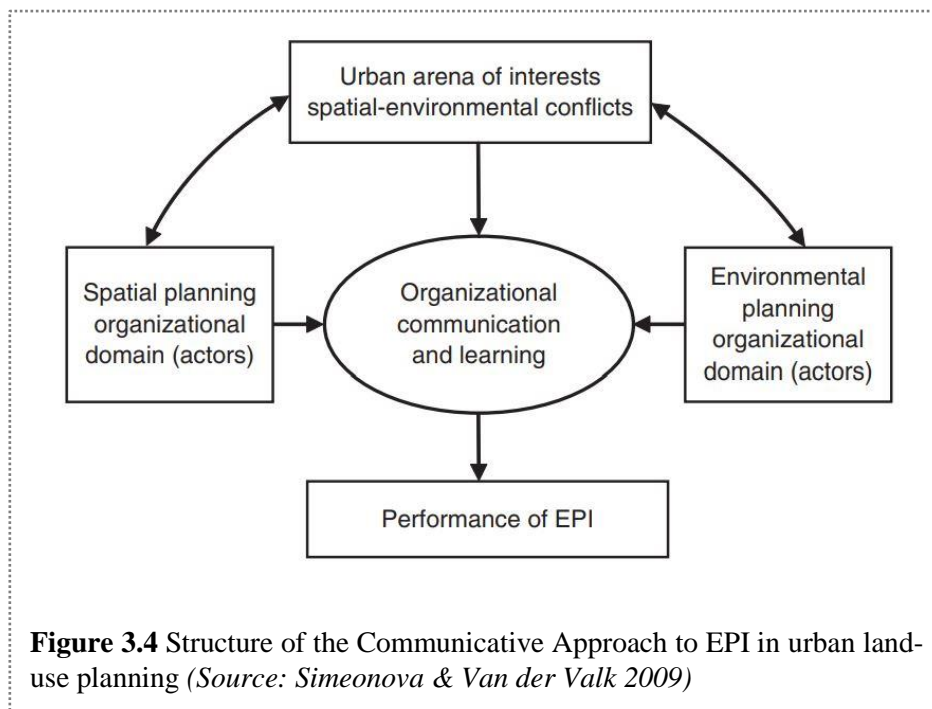 Urban arena of interests
spatial-environmental conflicts
Spatial planning
organizational
domain (actors)
Organizational
communication
and learning
Environmental
planning
organizational
domain (actors)
Performance of EPI
Figure 3.4 Structure of the Communicative Approach to EPI in urban land-
use planning (Source: Simeonova & Van der Valk 2009)